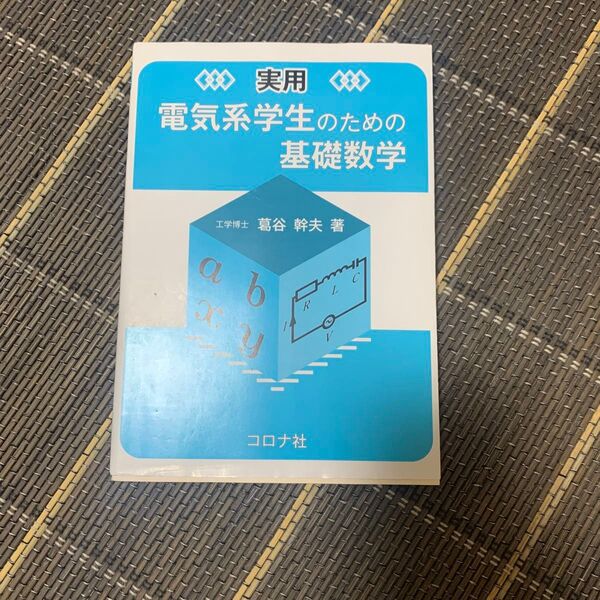 実用
電気系学生のための
基礎数学
工学博士 葛谷 幹夫 著
a b
x y
R L C
I
V
コロナ社